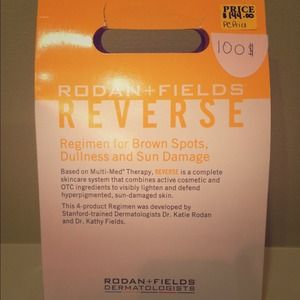 PRICE
$144.00
100$
RODAN+FIELDS
REVERSE
Regimen for Brown Spots,
Dullness and Sun Damage
Based on Multi-Med® Therapy, REVERSE is a complete
skincare system that combines active cosmetic and
OTC ingredients to visibly lighten and defend
hyperpigmented, sun-damaged skin.
This 4-product Regimen was developed by
Stanford-trained Dermatologists Dr. Katie Rodan
and Dr. Kathy Fields.
RODAN+FIELDS
DERMATOLOGISTS